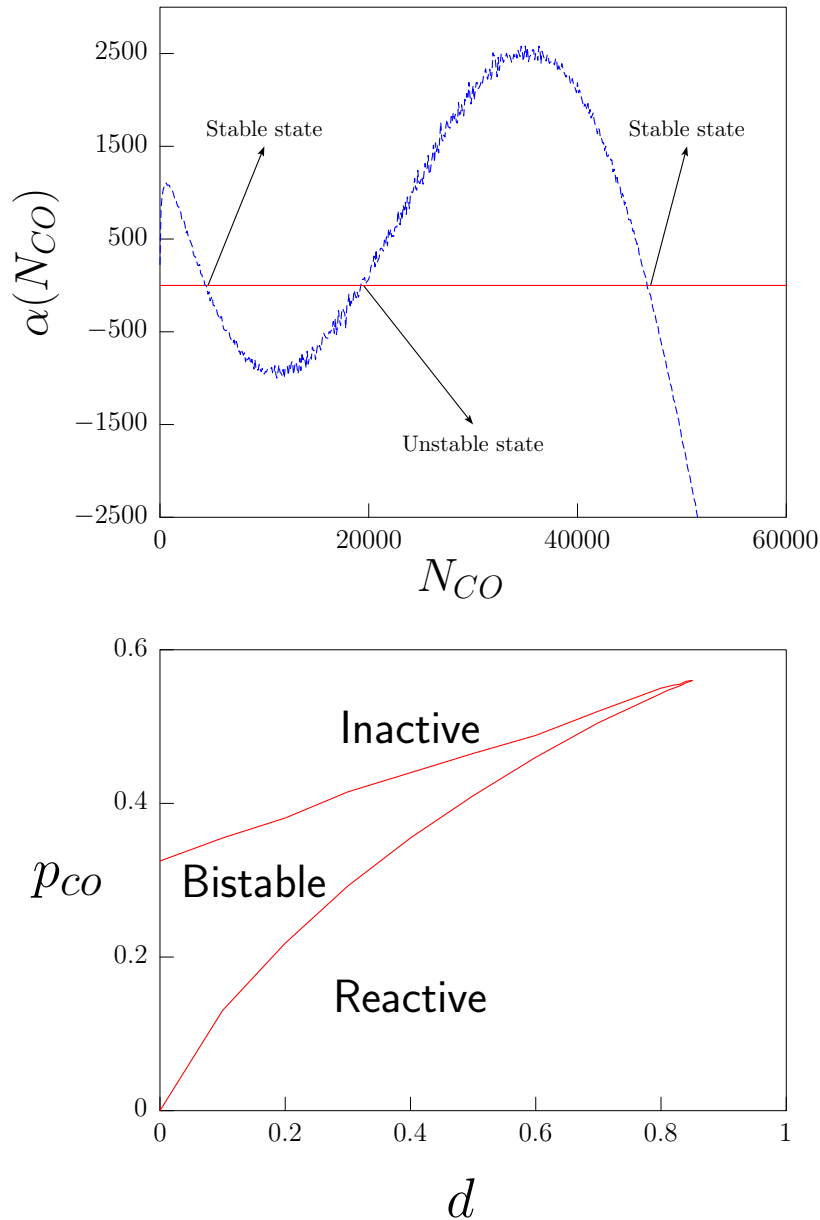 2500
1500
500
−500
−1500
−2500
α(N_CO)
Stable state
Stable state
Unstable state
0
20000
40000
60000
N_CO
0.6
0.4
0.2
0
p_CO
Inactive
Bistable
Reactive
0
0.2
0.4
0.6
0.8
1
d